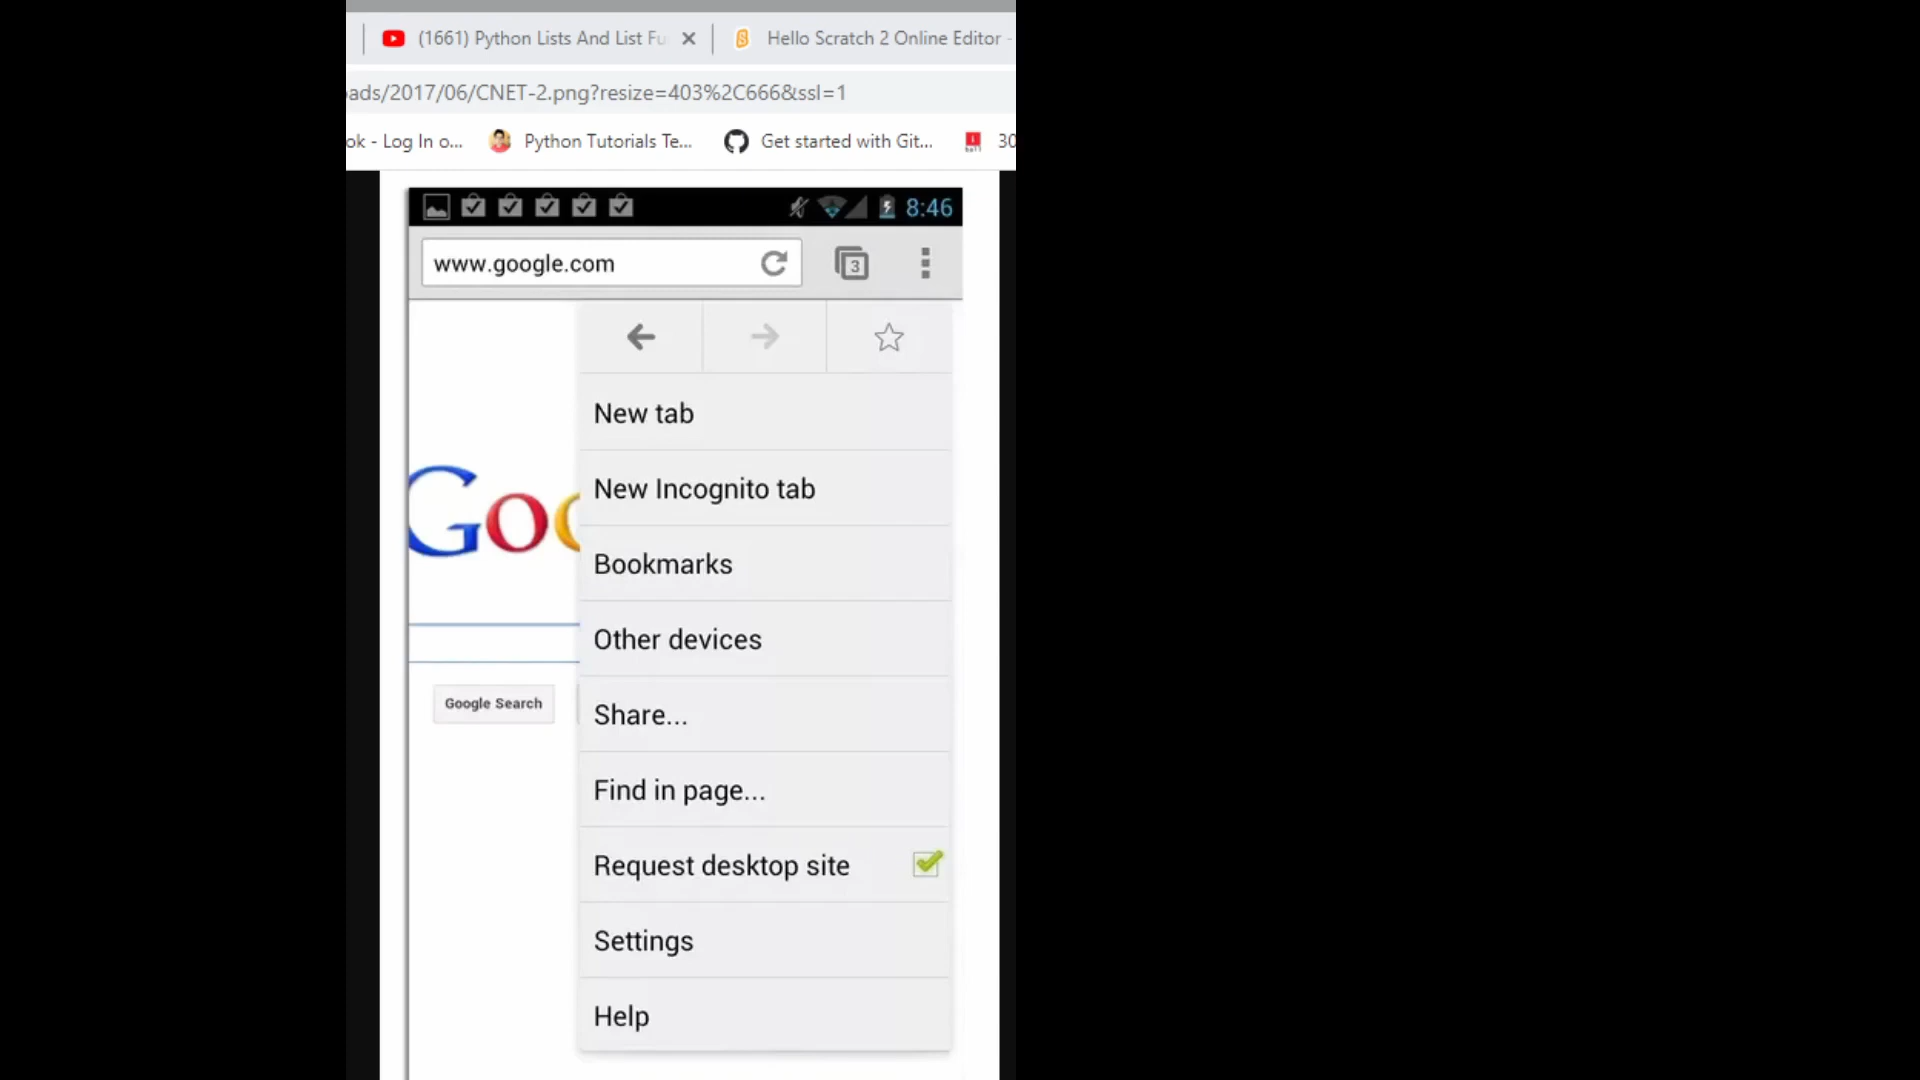 (1661) Python Lists And List Fu
Hello Scratch 2 Online Editor -
ads/2017/06/CNET-2.png?resize=403%2C666&ssl=1
ok - Log In o...
Python Tutorials Te...
Get started with Git...
30
8:46
www.google.com
3
New tab
New Incognito tab
Goo
Bookmarks
Other devices
Google Search
Share...
Find in page...
Request desktop site
Settings
Help